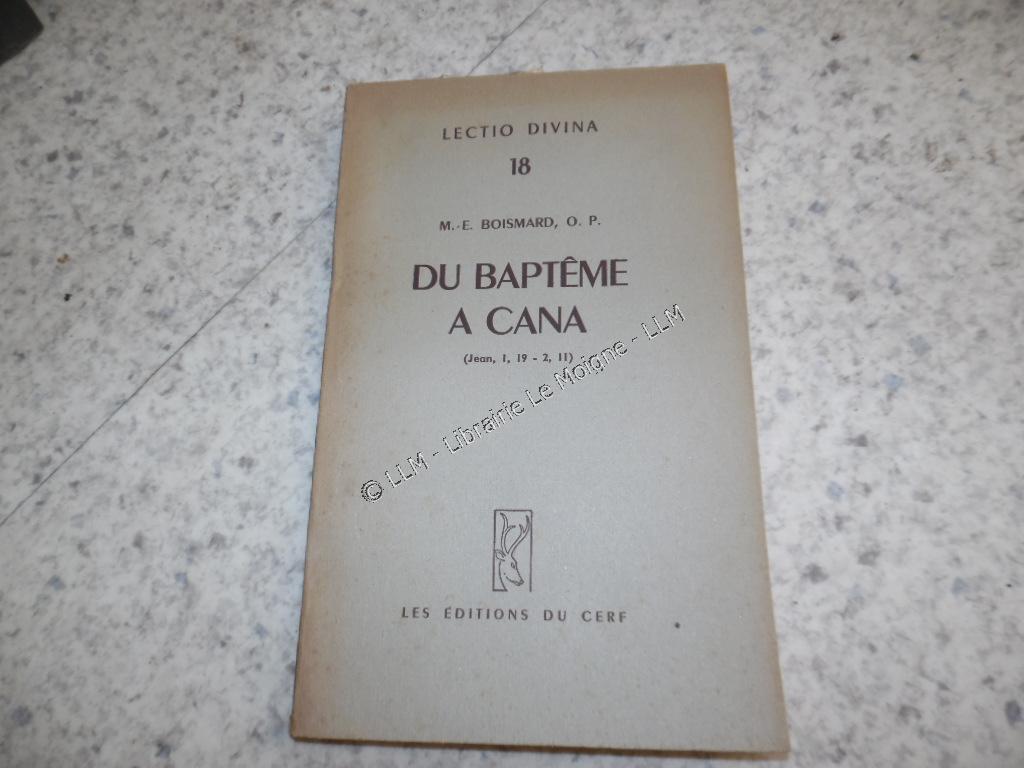 LECTIO DIVINA
18
M.-E. BOISMARD, O. P.
DU BAPTÊME
A CANA
(Jean, 1, 19 - 2, 11)
© LLM - Librairie Le Moigne - LLM
LES ÉDITIONS DU CERF